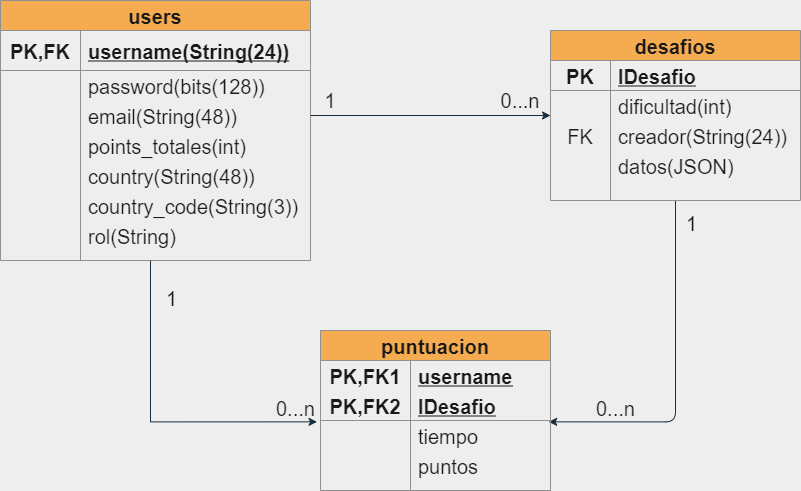 users
PK,FK username(String(24))
password(bits(128))
email(String(48))
points_totales(int)
country(String(48))
country_code(String(3))
rol(String)
1 0...n
desafios
PK IDesafio
dificultad(int)
FK creador(String(24))
datos(JSON)
1
1
0...n
0...n
puntuacion
PK,FK1 username
PK,FK2 IDesafio
tiempo
puntos